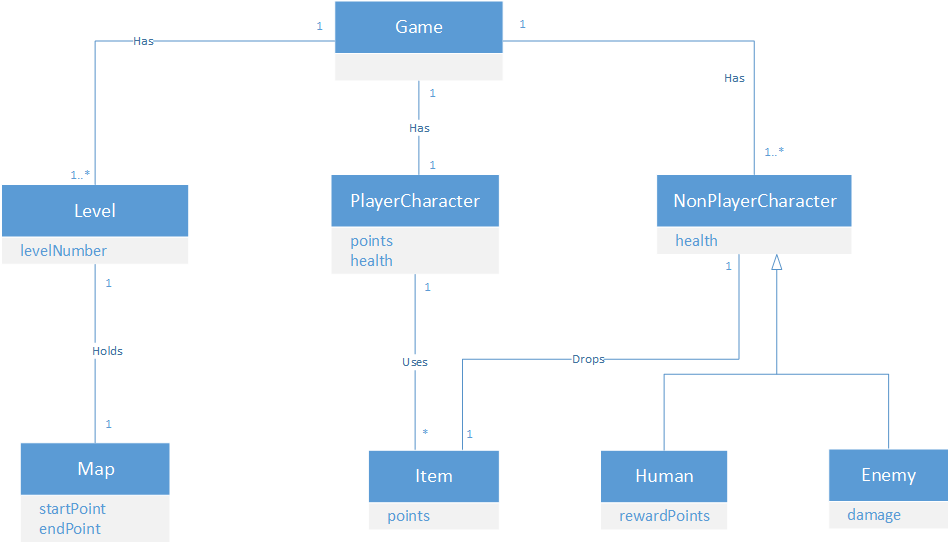 Game
1
1
Has
1
Has
Has
1
1..*
1
1..*
Level
levelNumber
PlayerCharacter
points
health
NonPlayerCharacter
health
1
1
1
Holds
Uses
Drops
1
*
1
Map
startPoint
endPoint
Item
points
Human
rewardPoints
Enemy
damage